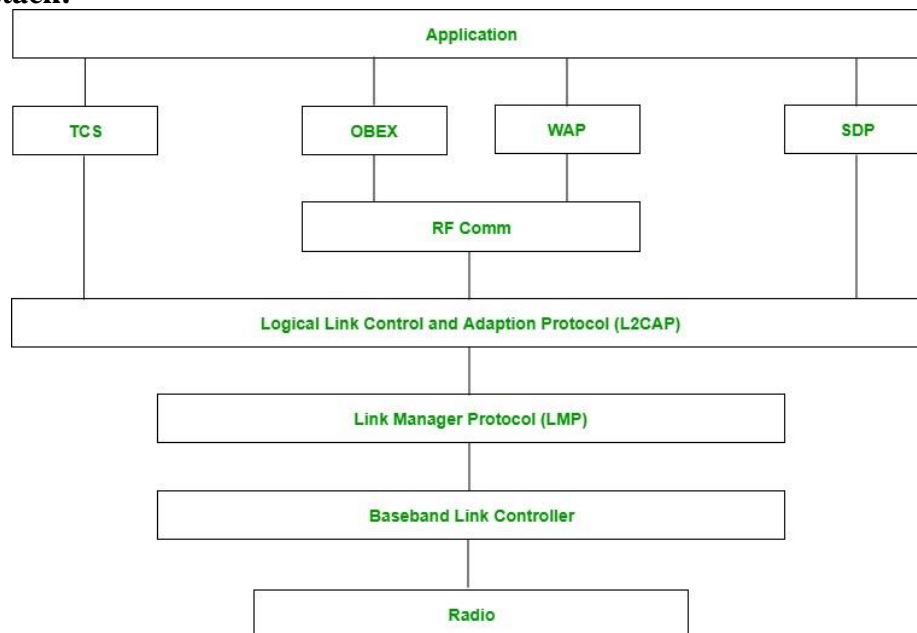 stack:
Application
TCS OBEX WAP SDP
RF Comm
Logical Link Control and Adaption Protocol (L2CAP)
Link Manager Protocol (LMP)
Baseband Link Controller
Radio